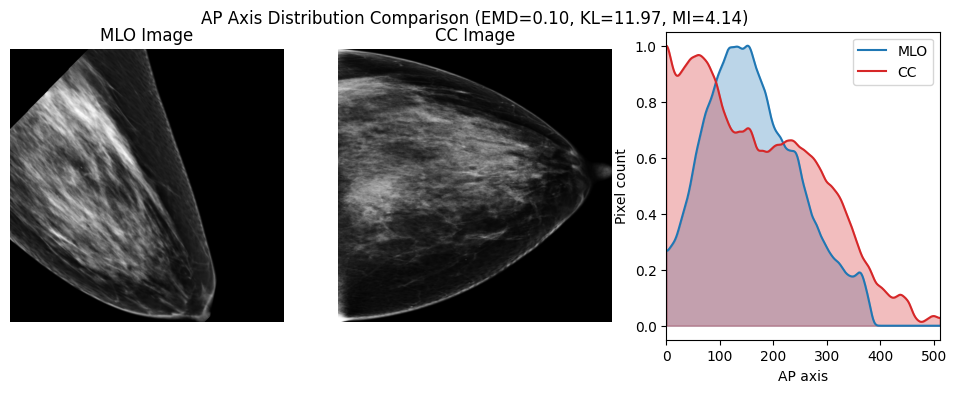 AP Axis Distribution Comparison (EMD=0.10, KL=11.97, MI=4.14)
MLO Image
CC Image
MLO
CC
Pixel count
1.0
0.8
0.6
0.4
0.2
0.0
0 100 200 300 400 500
AP axis